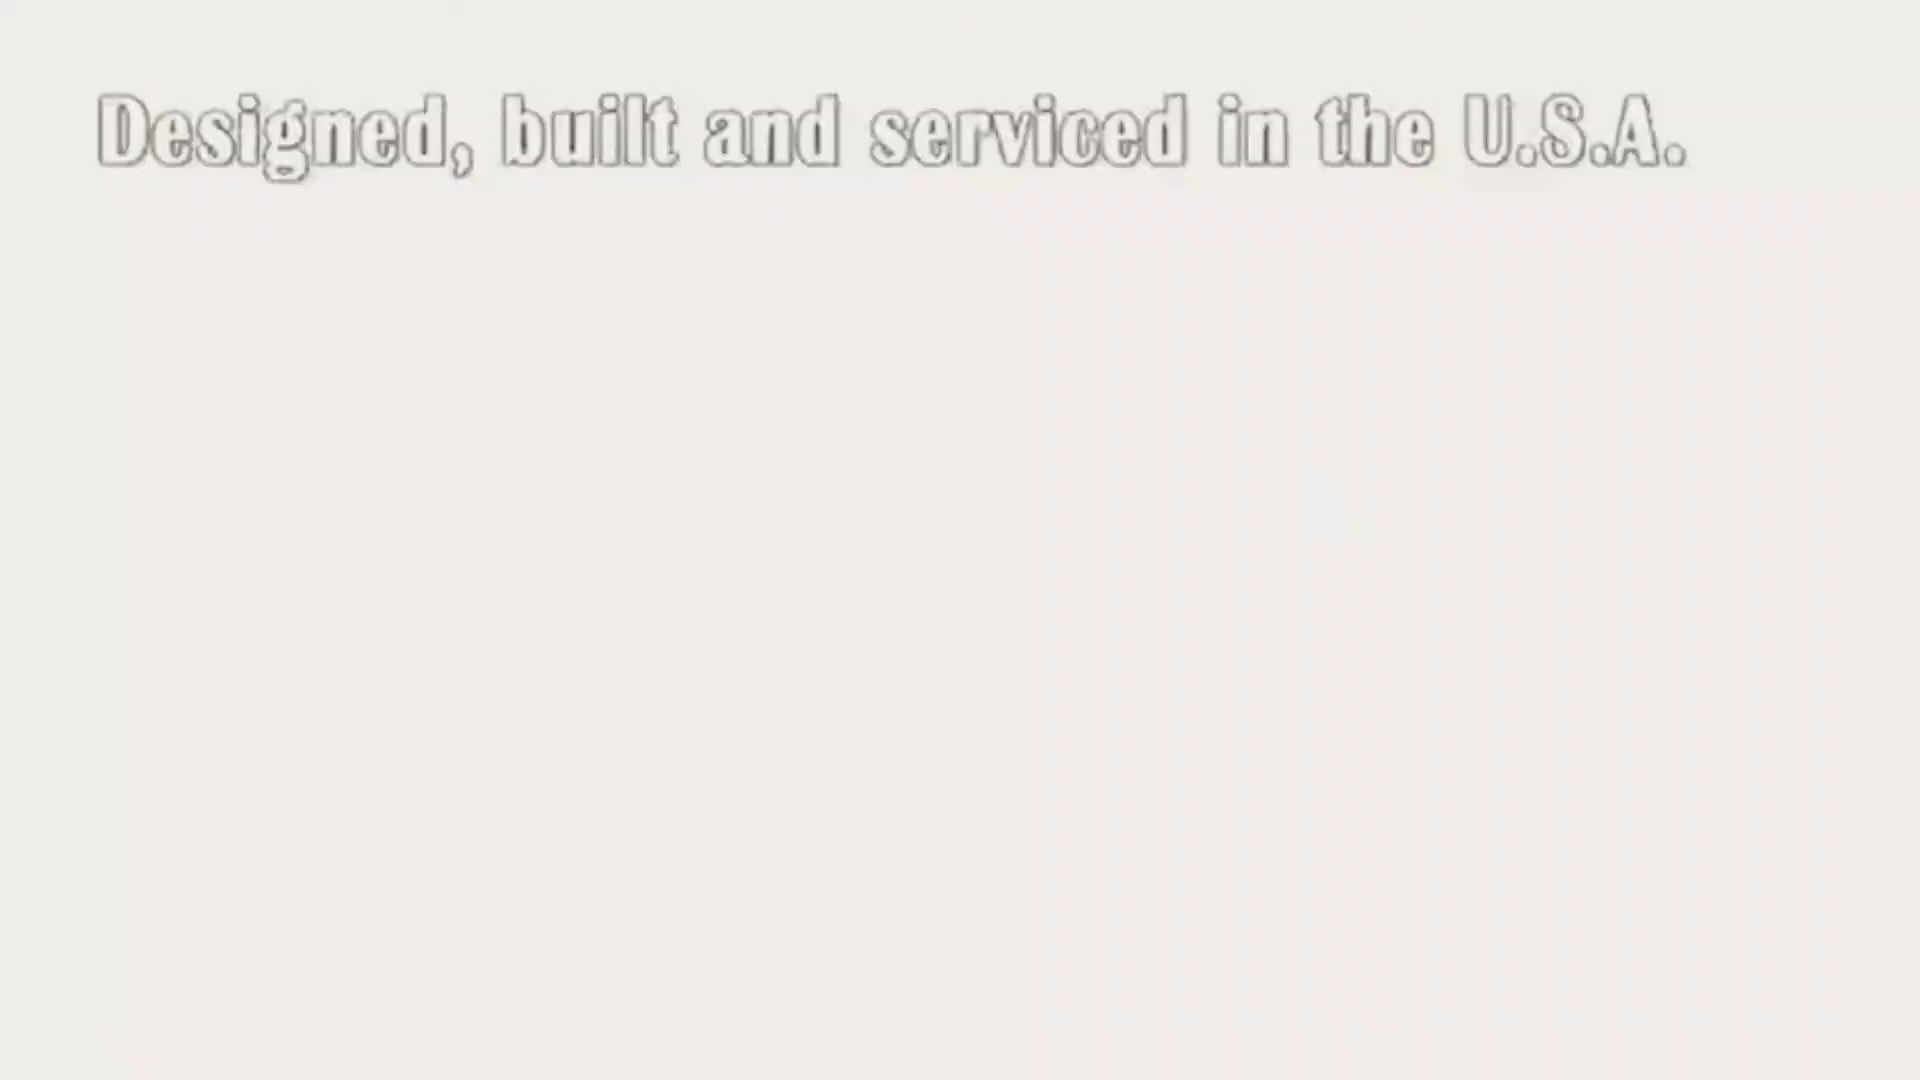 Designed, built and serviced in the U.S.A.